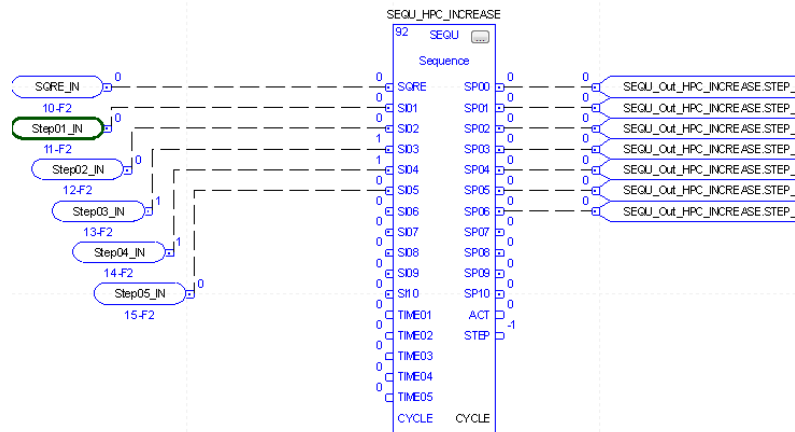 SEQU_HPC_INCREASE
92 SEQU ...
Sequence
SQRE_IN 0 0 SQRE SP00 0 0 SEQU_Out_HPC_INCREASE.STEP_
10-F2 0 SI01 SP01 0 0 SEQU_Out_HPC_INCREASE.STEP_
Step01_IN 0 0 SI02 SP02 0 0 SEQU_Out_HPC_INCREASE.STEP_
11-F2 1 SI03 SP03 0 0 SEQU_Out_HPC_INCREASE.STEP_
Step02_IN 0 1 SI04 SP04 0 0 SEQU_Out_HPC_INCREASE.STEP_
12-F2 0 SI05 SP05 0 0 SEQU_Out_HPC_INCREASE.STEP_
Step03_IN 1 0 SI06 SP06 0 0 SEQU_Out_HPC_INCREASE.STEP_
13-F2 0 SI07 SP07 0
Step04_IN 1 0 SI08 SP08 0
14-F2 0 SI09 SP09 0
Step05_IN 0 0 SI10 SP10 0
15-F2 0 TIME01 ACT 0
0 TIME02 STEP -1
0 TIME03
0 TIME04
0 TIME05
CYCLE CYCLE